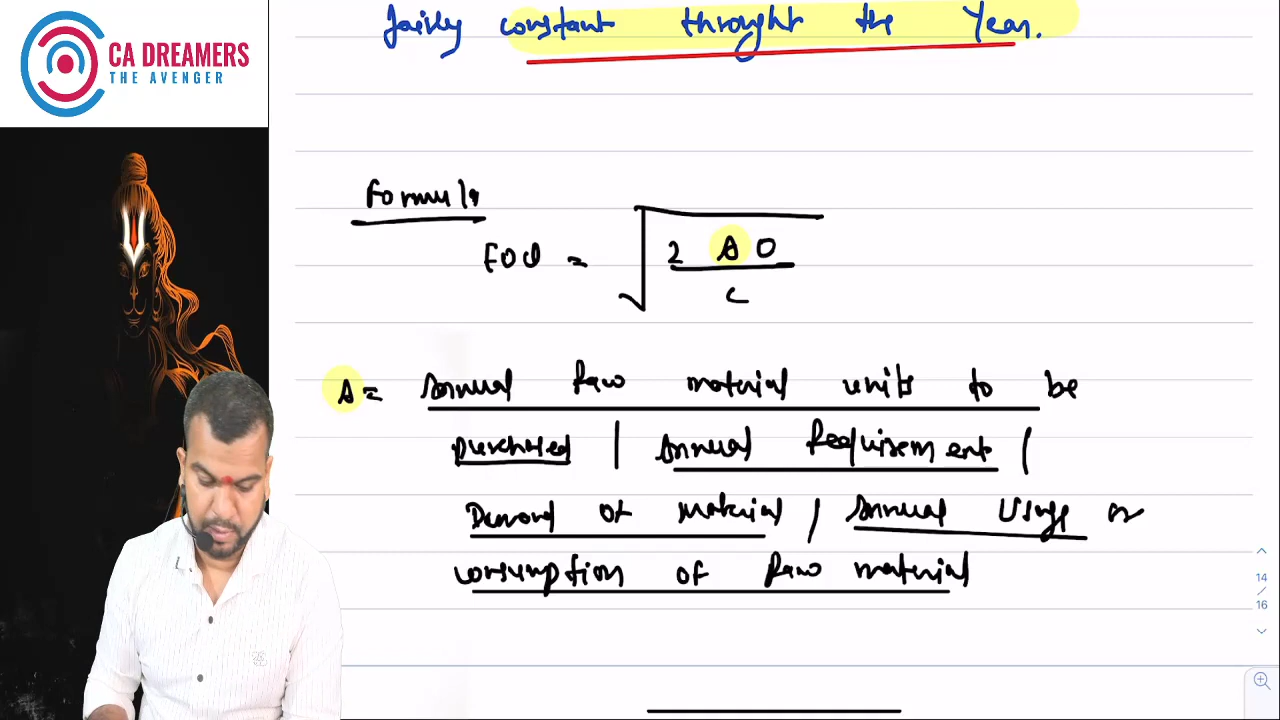 CA DREAMERS
THE AVENGER
fairly constant throught the Year.
Formula
EOQ = √ 2 A O
C
A = Annual Raw material units to be
purchased | Annual Requirement |
Demand of material | Annual Usage or
consumption of Raw material
14
16